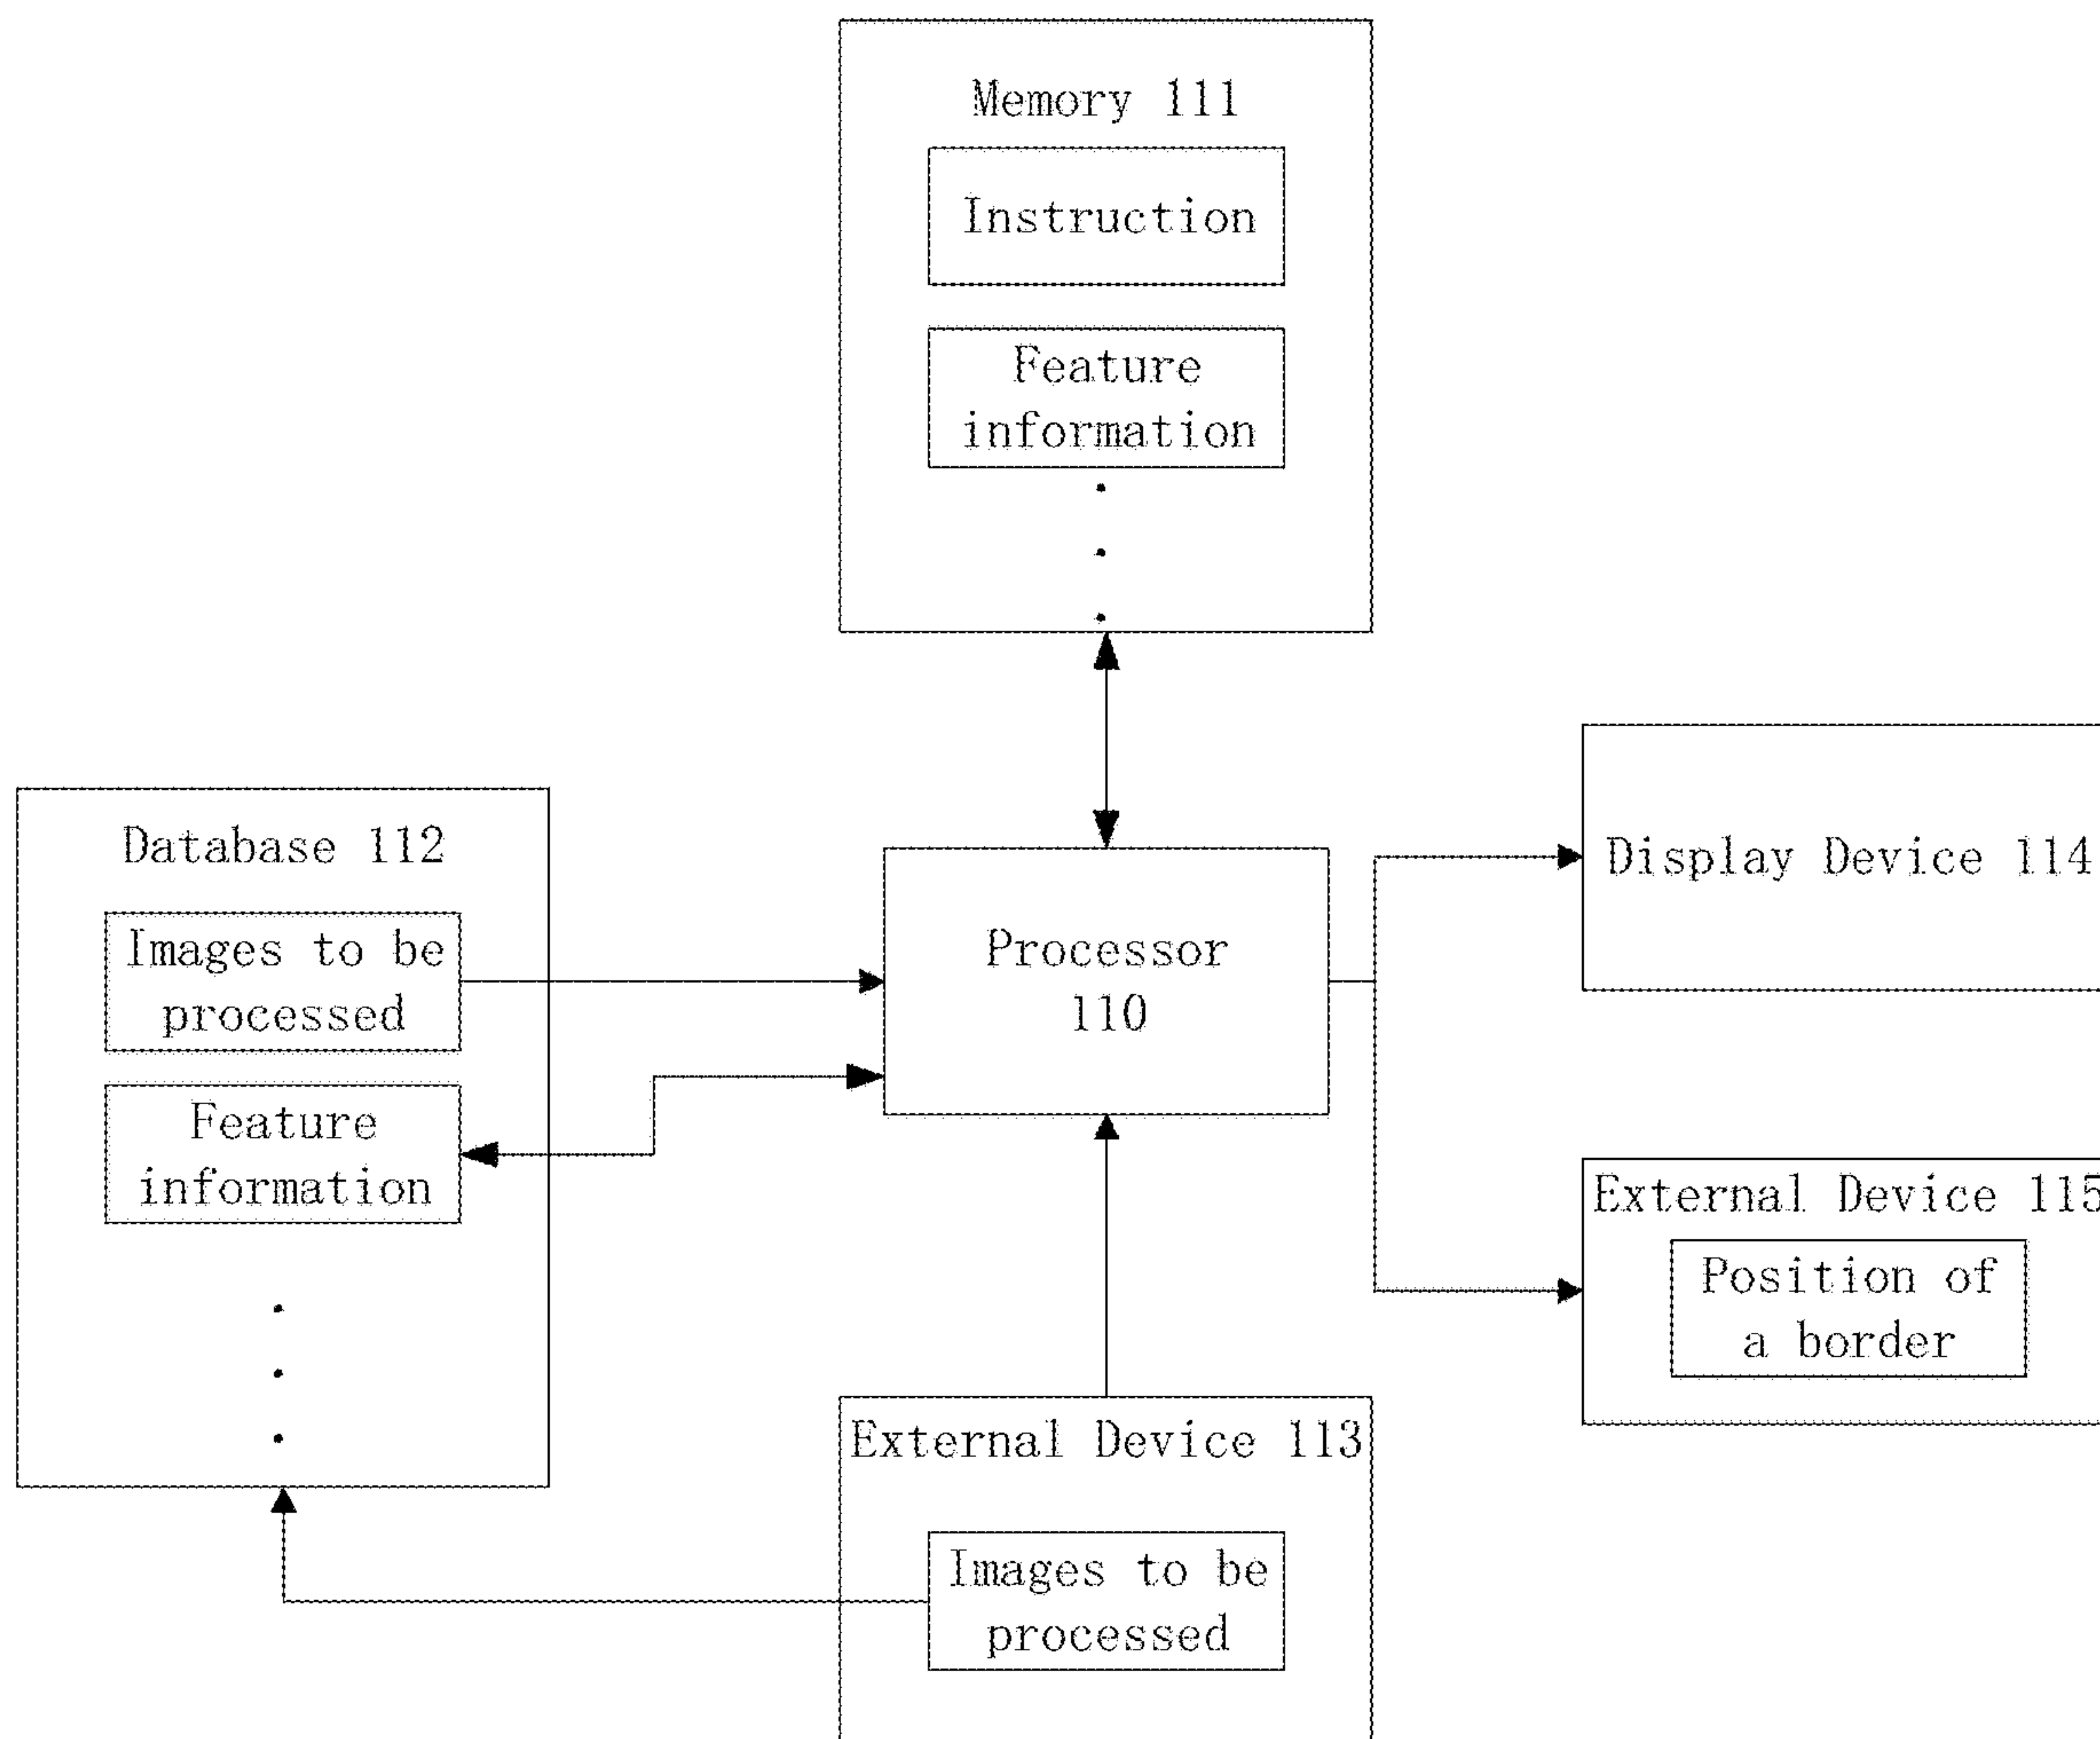 Memory 111
Instruction
Feature
information
Database 112
Images to be
processed
Feature
information
Processor
110
Display Device 114
External Device 115
Position of
a border
External Device 113
Images to be
processed